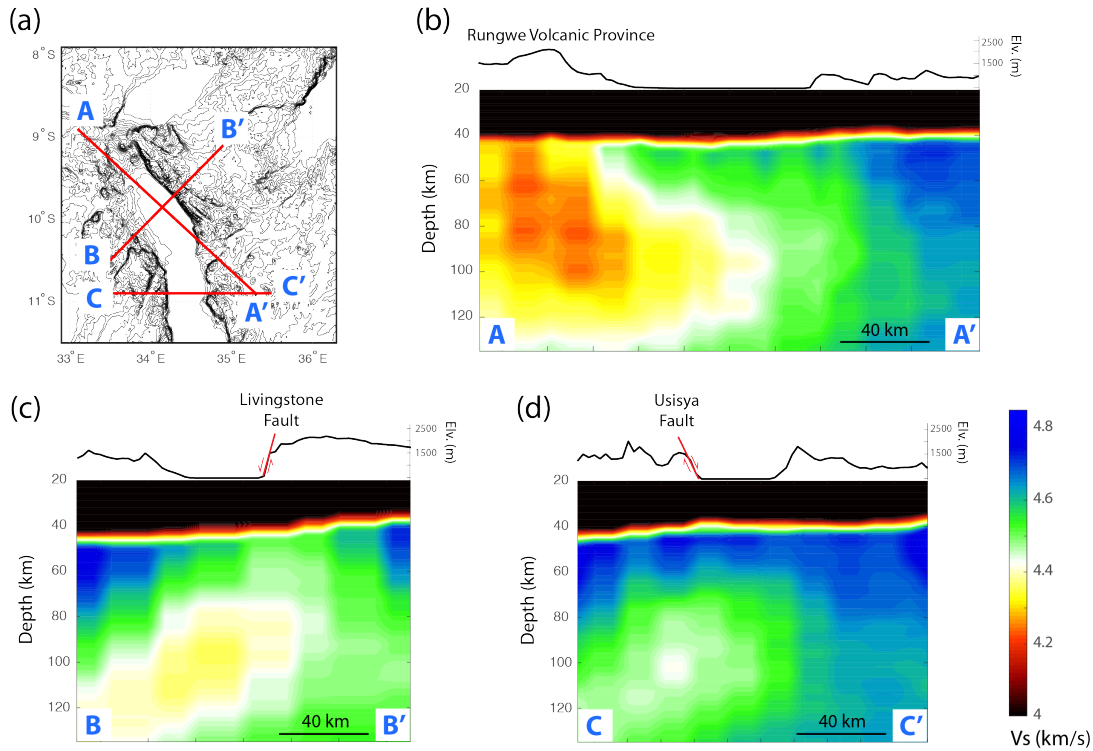 (a)
8°S
9°S
10°S
11°S
33°E
34°E
35°E
36°E
A
B'
B
C
A'
C'
(b)
Rungwe Volcanic Province
2500
1500
Elv. (m)
20
40
60
80
100
120
Depth (km)
A
40 km
A'
(c)
Livingstone
Fault
2500
1500
Elv. (m)
20
40
60
80
100
120
Depth (km)
B
40 km
B'
(d)
Usisya
Fault
2500
1500
Elv. (m)
20
40
60
80
100
120
Depth (km)
C
40 km
C'
4.8
4.6
4.4
4.2
4
Vs (km/s)